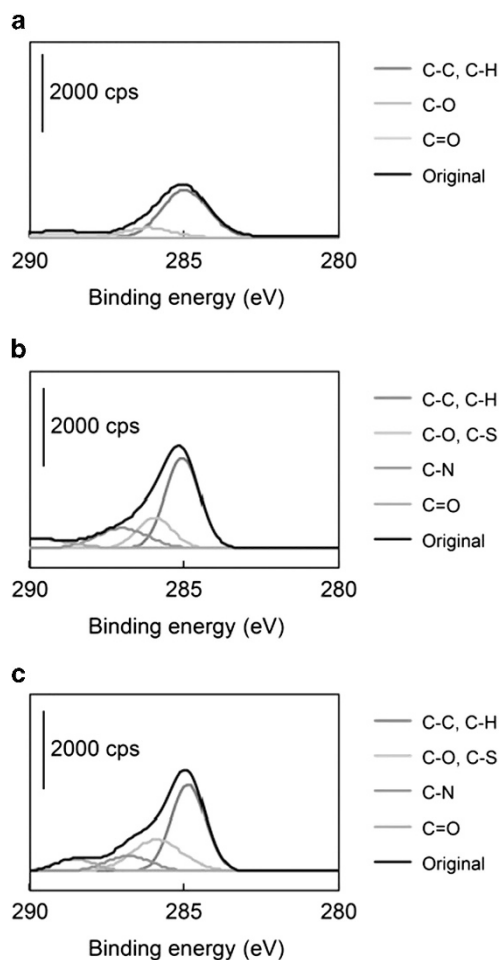 a
2000 cps
C-C, C-H
C-O
C=O
Original
290
285
280
Binding energy (eV)
b
2000 cps
C-C, C-H
C-O, C-S
C-N
C=O
Original
290
285
280
Binding energy (eV)
c
2000 cps
C-C, C-H
C-O, C-S
C-N
C=O
Original
290
285
280
Binding energy (eV)